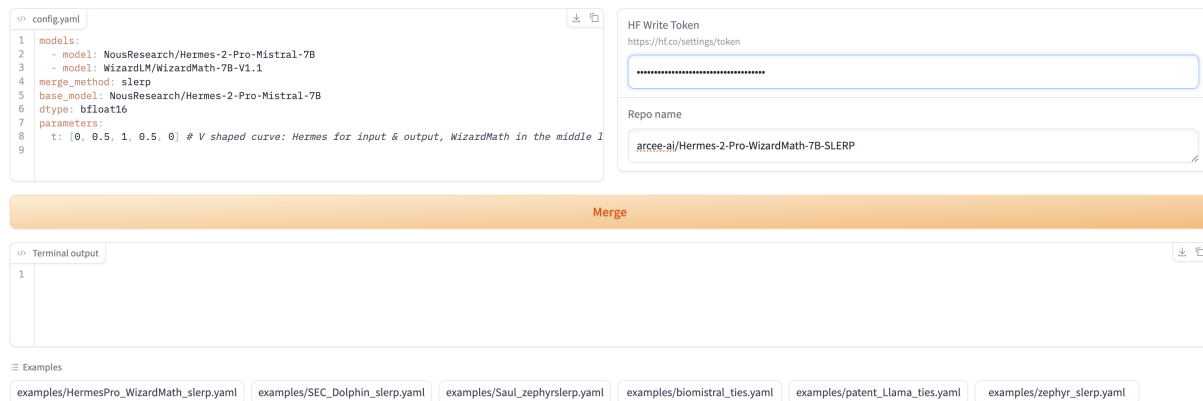 config.yaml
1 models:
2   - model: NousResearch/Hermes-2-Pro-Mistral-7B
3   - model: WizardLM/WizardMath-7B-V1.1
4 merge_method: slerp
5 base_model: NousResearch/Hermes-2-Pro-Mistral-7B
6 dtype: bfloat16
7 parameters:
8   t: [0, 0.5, 1, 0.5, 0] # V shaped curve: Hermes for input & output, WizardMath in the middle l
9
HF Write Token
https://hf.co/settings/token
Repo name
arcee-ai/Hermes-2-Pro-WizardMath-7B-SLERP
Merge
Terminal output
1
Examples
examples/HermesPro_WizardMath_slerp.yaml examples/SEC_Dolphin_slerp.yaml examples/Saul_zephyrslerp.yaml examples/biomistral_ties.yaml examples/patent_Llama_ties.yaml examples/zephyr_slerp.yaml